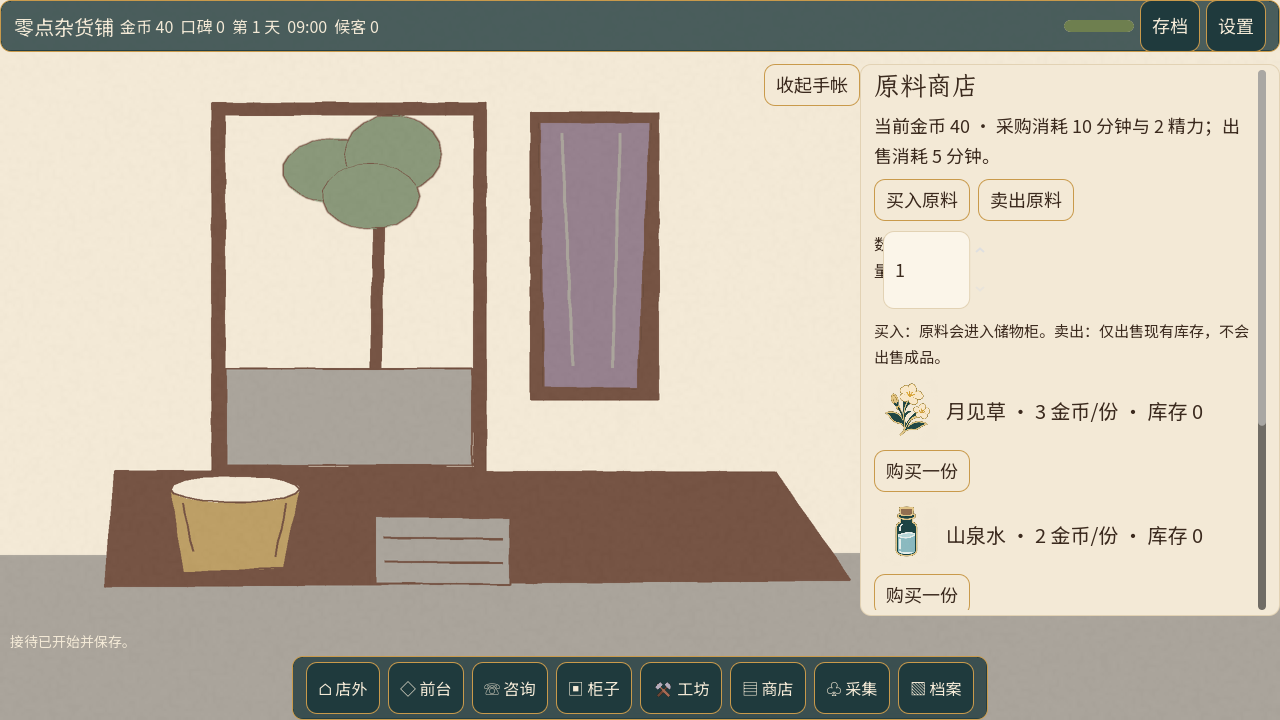 零点杂货铺 金币 40 口碑 0 第 1 天 09:00 候客 0
存档
设置
收起手帐
原料商店
当前金币 40 · 采购消耗 10 分钟与 2 精力；出
售消耗 5 分钟。
买入原料
卖出原料
数
量
1
买入：原料会进入储物柜。卖出：仅出售现有库存，不会
出售成品。
月见草 · 3 金币/份 · 库存 0
购买一份
山泉水 · 2 金币/份 · 库存 0
购买一份
接待已开始并保存。
店外
前台
咨询
柜子
工坊
商店
采集
档案